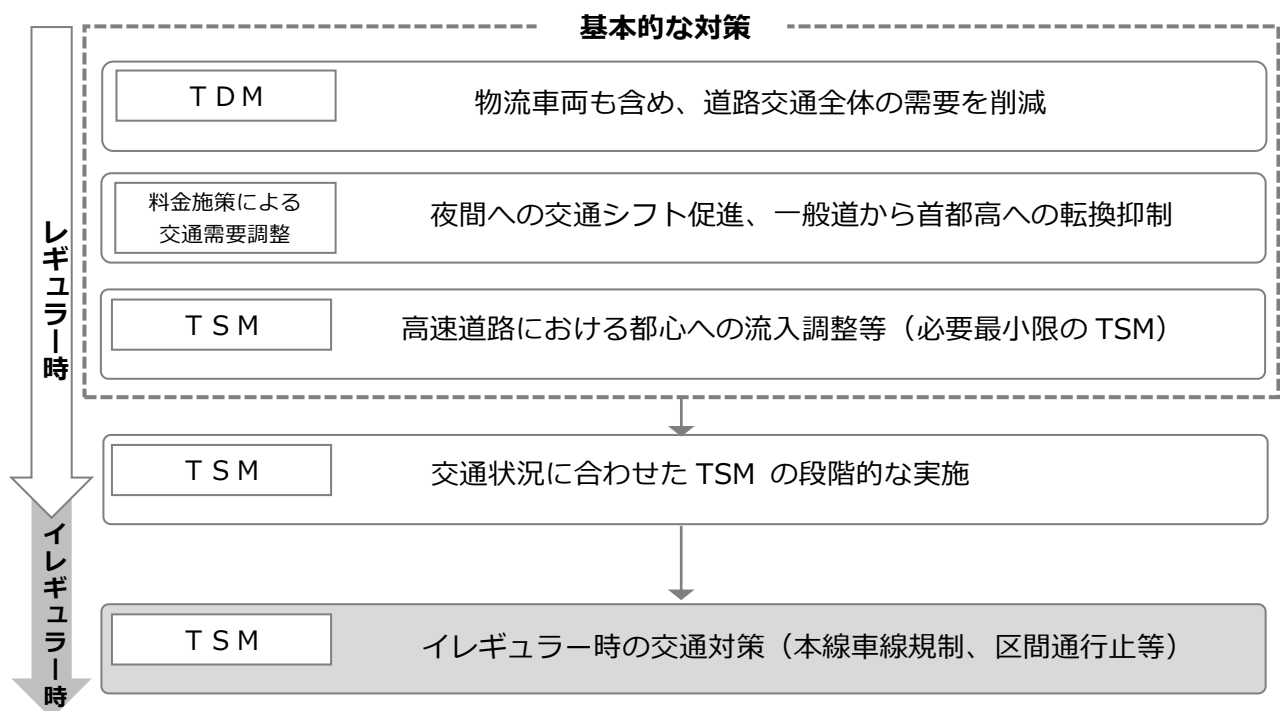 基本的な対策
TDM
物流車両も含め、道路交通全体の需要を削減
料金施策による
交通需要調整
夜間への交通シフト促進、一般道から首都高への転換抑制
TSM
高速道路における都心への流入調整等（必要最小限の TSM）
レギュラー時
TSM
交通状況に合わせた TSM の段階的な実施
イレギュラー時
TSM
イレギュラー時の交通対策（本線車線規制、区間通行止等）